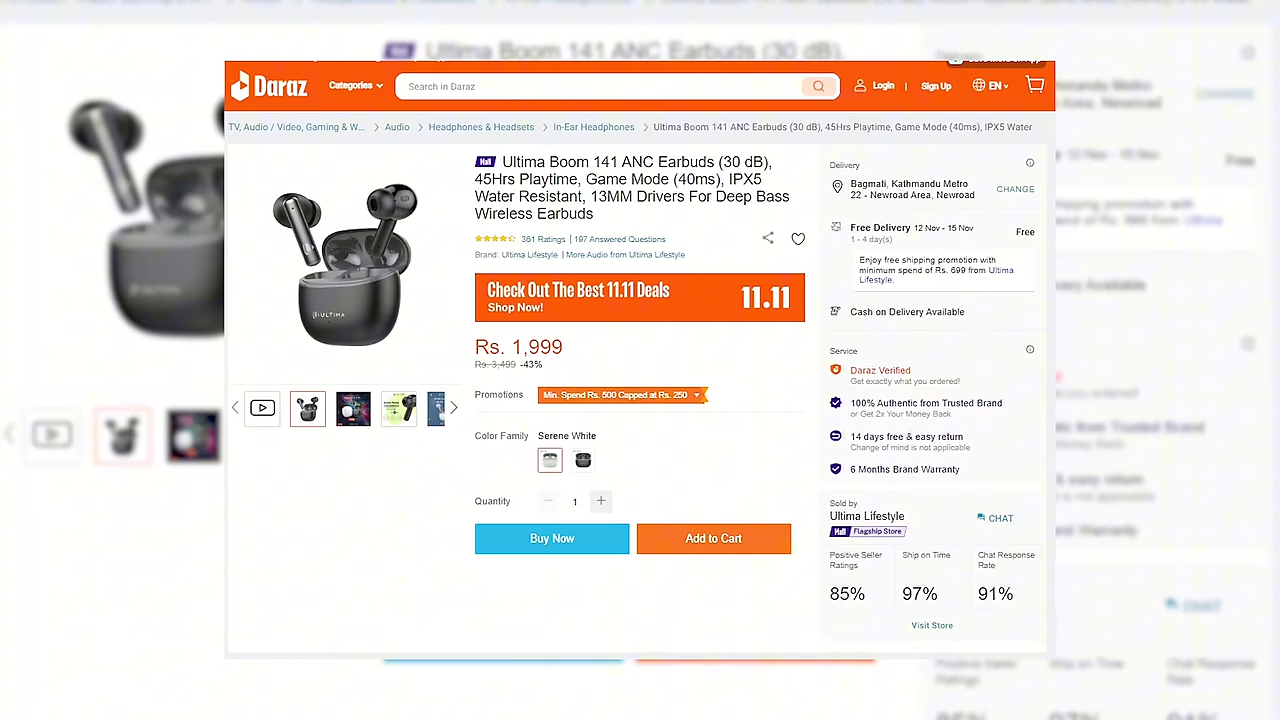 Daraz
Categories
Search in Daraz
Login | Sign Up
EN
TV, Audio / Video, Gaming & W... > Audio > Headphones & Headsets > In-Ear Headphones > Ultima Boom 141 ANC Earbuds (30 dB), 45Hrs Playtime, Game Mode (40ms), IPX5 Water
Mall Ultima Boom 141 ANC Earbuds (30 dB),
45Hrs Playtime, Game Mode (40ms), IPX5
Water Resistant, 13MM Drivers For Deep Bass
Wireless Earbuds
361 Ratings | 197 Answered Questions
Brand: Ultima Lifestyle | More Audio from Ultima Lifestyle
ULTIMA
Check Out The Best 11.11 Deals
Shop Now!
11.11
Rs. 1,999
Rs. 3,499 -43%
Promotions
Min. Spend Rs. 500 Capped at Rs. 250
Color Family Serene White
Quantity
1
Buy Now
Add to Cart
Delivery
Bagmati, Kathmandu Metro
22 - Newroad Area, Newroad
CHANGE
Free Delivery 12 Nov - 15 Nov
Free
1 - 4 day(s)
Enjoy free shipping promotion with
minimum spend of Rs. 699 from Ultima
Lifestyle.
Cash on Delivery Available
Service
Daraz Verified
Get exactly what you ordered!
100% Authentic from Trusted Brand
or Get 2x Your Money Back
14 days free & easy return
Change of mind is not applicable
6 Months Brand Warranty
Sold by
Ultima Lifestyle
CHAT
Mall Flagship Store
Positive Seller
Ratings
85%
Ship on Time
97%
Chat Response
Rate
91%
Visit Store